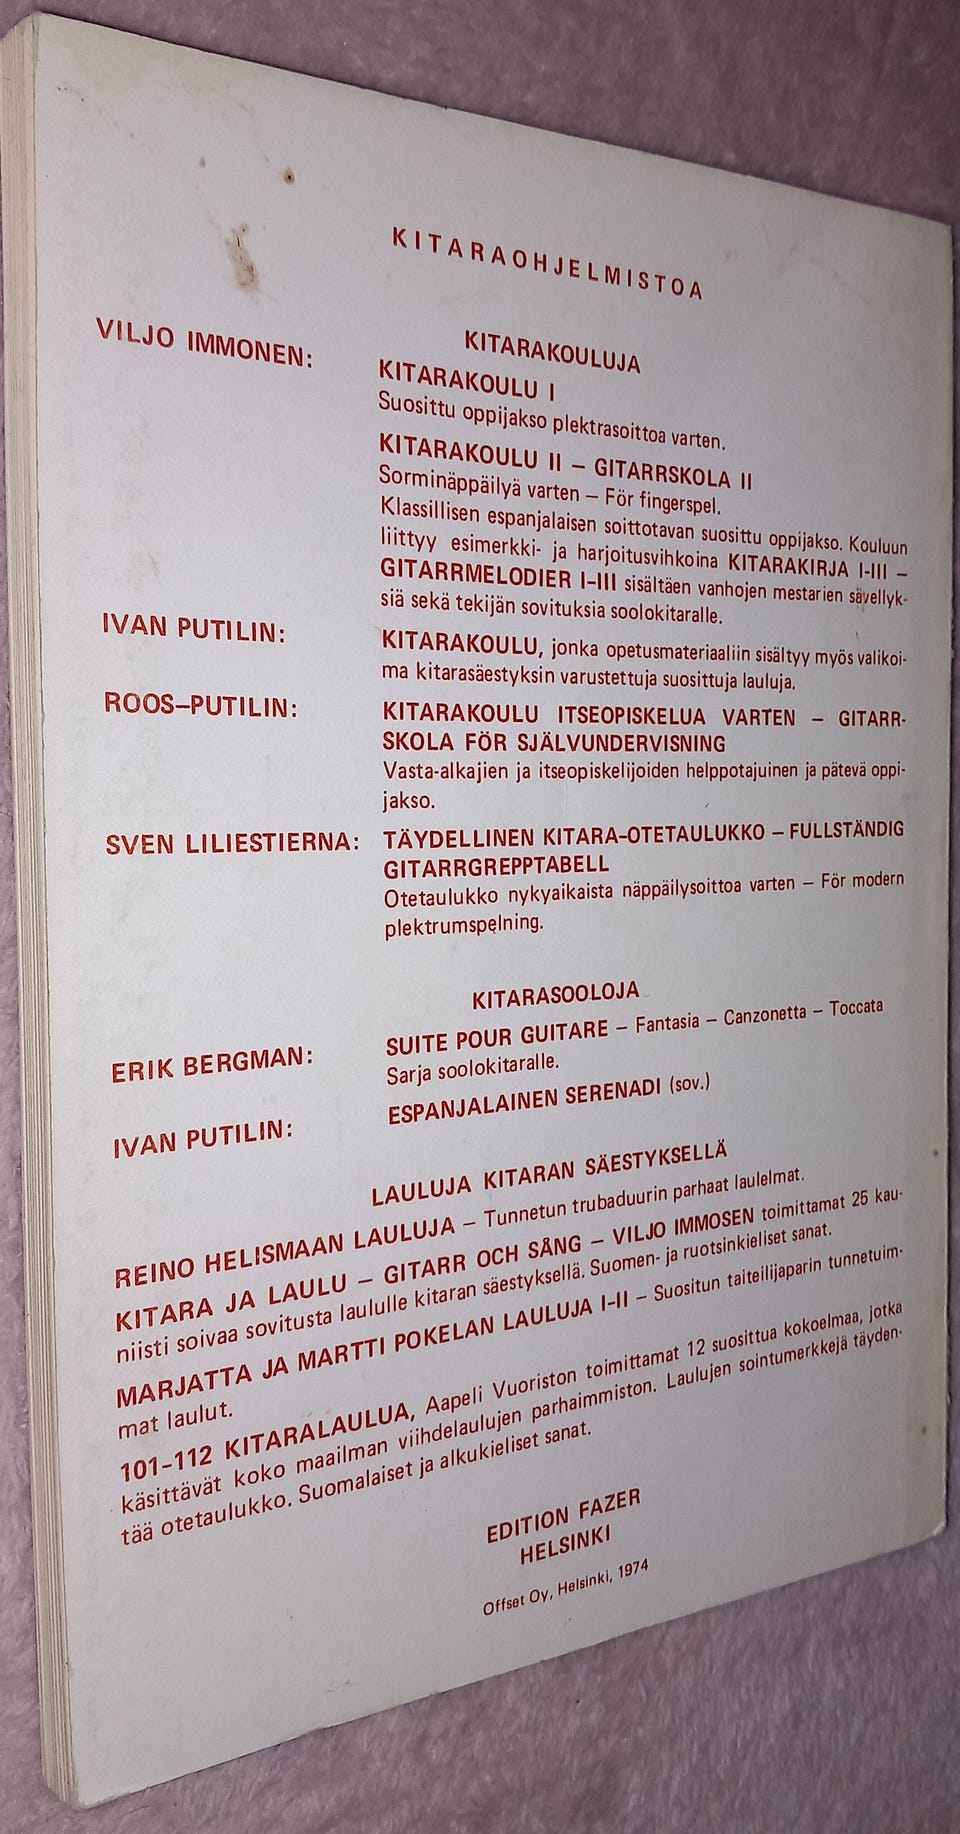 KITARAOHJELMISTOA
KITARAKOULUJA
VILJO IMMONEN:
KITARAKOULU I
Suosittu oppijakso plektrasoittoa varten.
KITARAKOULU II – GITARRSKOLA II
Sorminäppäilyä varten – För fingerspel.
Klassillisen espanjalaisen soittotavan suosittu oppijakso. Kouluun
liittyy esimerkki- ja harjoitusvihkoina KITARAKIRJA I-III –
GITARRMELODIER I-III sisältäen vanhojen mestarien sävellyk-
siä sekä tekijän sovituksia soolokitaralle.
IVAN PUTILIN: KITARAKOULU, jonka opetusmateriaaliin sisältyy myös valikoi-
ma kitarasäestyksin varustettuja suosittuja lauluja.
ROOS–PUTILIN: KITARAKOULU ITSEOPISKELUA VARTEN – GITARR-
SKOLA FÖR SJÄLVUNDERVISNING
Vasta-alkajien ja itseopiskelijoiden helppotajuinen ja pätevä oppi-
jakso.
SVEN LILIESTIERNA: TÄYDELLINEN KITARA–OTETAULUKKO – FULLSTÄNDIG
GITARRGREPPTABELL
Otetaulukko nykyaikaista näppäilysoittoa varten – För modern
plektrumspelning.
KITARASOOLOJA
ERIK BERGMAN: SUITE POUR GUITARE – Fantasia – Canzonetta – Toccata
Sarja soolokitaralle.
IVAN PUTILIN: ESPANJALAINEN SERENADI (sov.)
LAULUJA KITARAN SÄESTYKSELLÄ
REINO HELISMAAN LAULUJA – Tunnetun trubaduurin parhaat laulelmat.
KITARA JA LAULU – GITARR OCH SÅNG – VILJO IMMOSEN toimittamat 25 kau-
niisti soivaa sovitusta laululle kitaran säestyksellä. Suomen- ja ruotsinkieliset sanat.
MARJATTA JA MARTTI POKELAN LAULUJA I-II – Suositun taiteilijaparin tunnetuim-
mat laulut.
101-112 KITARALAULUA, Aapeli Vuoriston toimittamat 12 suosittua kokoelmaa, jotka
käsittävät koko maailman viihdelaulujen parhaimmiston. Laulujen sointumerkkejä täyden-
tää otetaulukko. Suomalaiset ja alkukieliset sanat.
EDITION FAZER
HELSINKI
Offset Oy, Helsinki, 1974